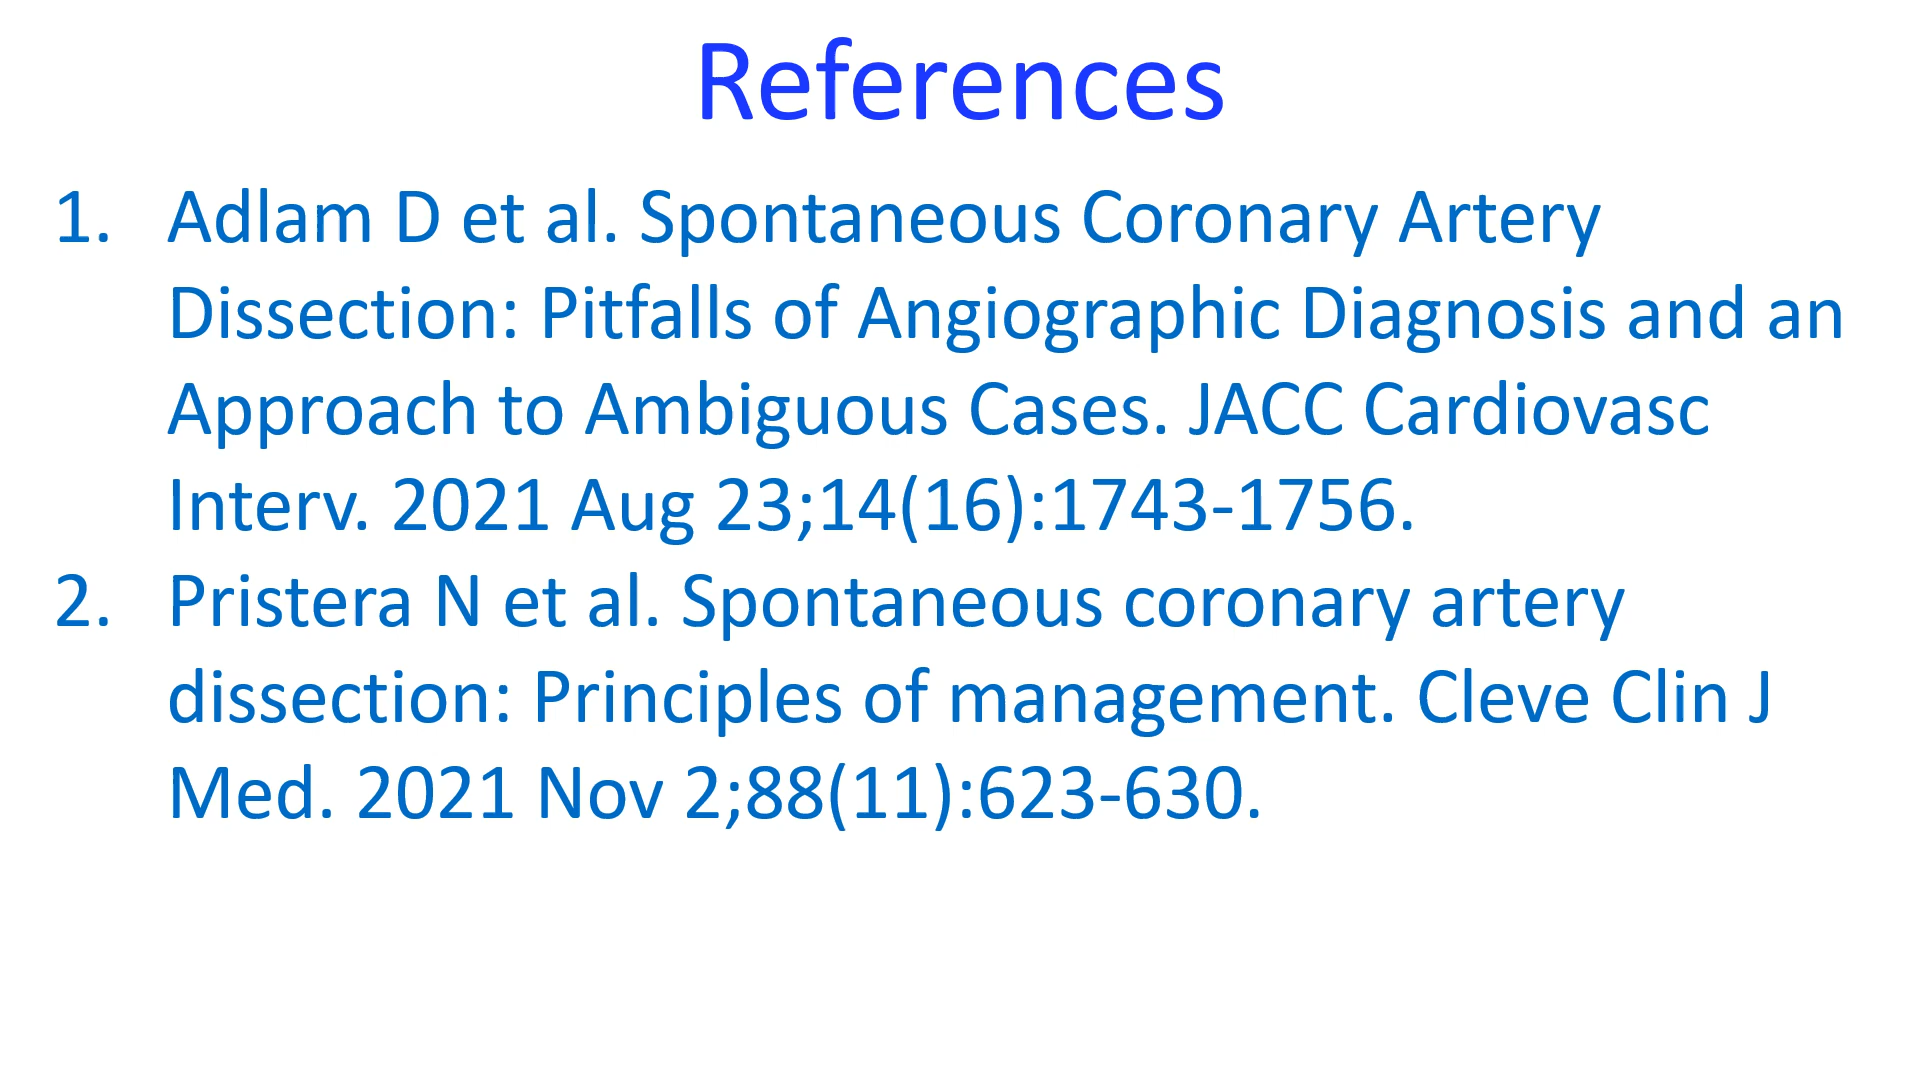 References
1. Adlam D et al. Spontaneous Coronary Artery
Dissection: Pitfalls of Angiographic Diagnosis and an
Approach to Ambiguous Cases. JACC Cardiovasc
Interv. 2021 Aug 23;14(16):1743-1756.
2. Pristera N et al. Spontaneous coronary artery
dissection: Principles of management. Cleve Clin J
Med. 2021 Nov 2;88(11):623-630.